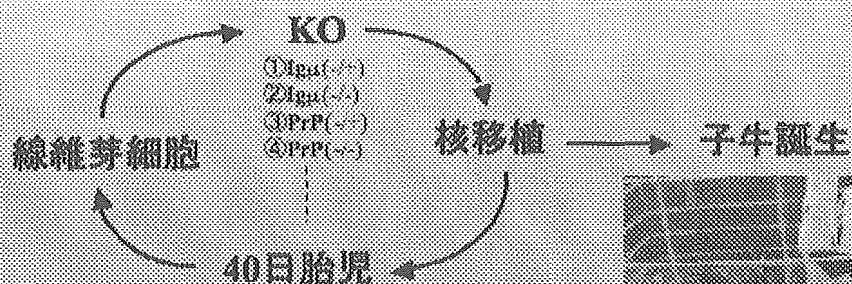 KO
①Igμ(-/+)
②Igμ(-/-)
③PrP(-/+)
④PrP(-/-)
線維芽細胞
核移植
子牛誕生
40日胎児